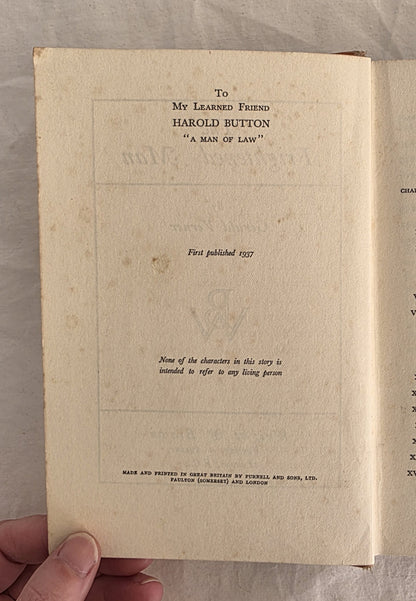 To
My Learned Friend
HAROLD BUTTON
"A MAN OF LAW"
First published 1937
None of the characters in this story is
intended to refer to any living person
MADE AND PRINTED IN GREAT BRITAIN BY PURNELL AND SONS, LTD.
PAULTON (SOMERSET) AND LONDON